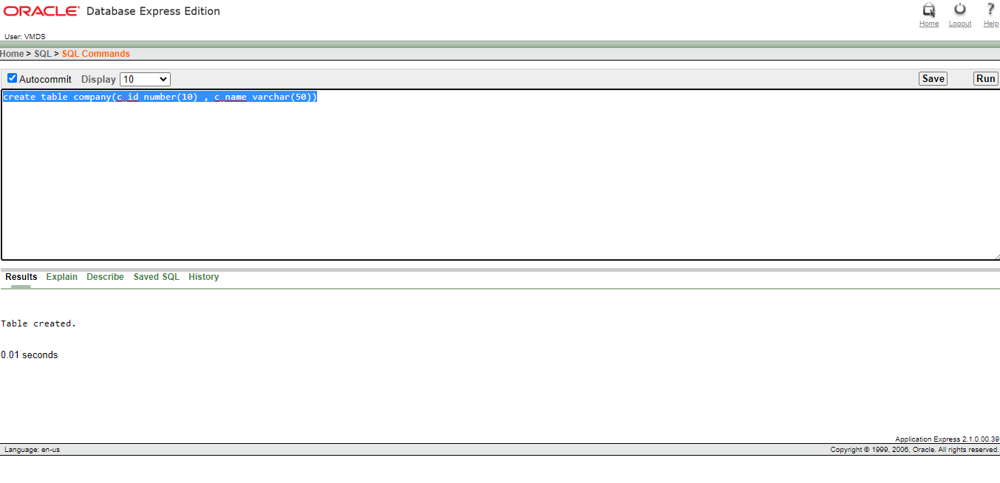 ORACLE Database Express Edition
Home Logout Help
User: VMDS
Home > SQL > SQL Commands
Autocommit Display 10 Save Run
create table company(c_id number(10) , c_name varchar(50))
Results Explain Describe Saved SQL History
Table created.
0.01 seconds
Application Express 2.1.0.00.39
Language: en-us Copyright © 1999, 2006, Oracle. All rights reserved.